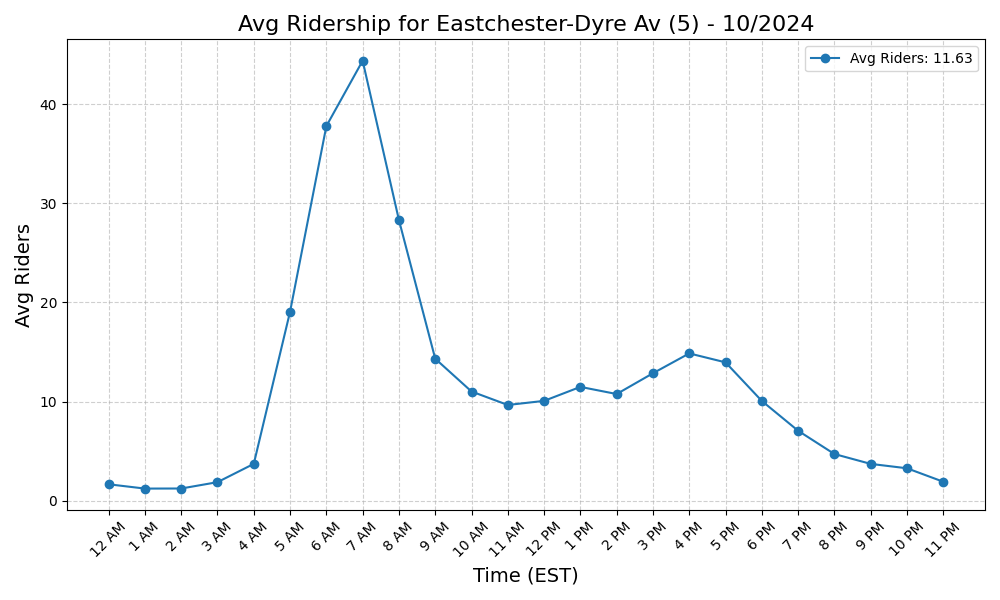 Avg Ridership for Eastchester-Dyre Av (5) - 10/2024
Avg Riders: 11.63
Avg Riders
40
30
20
10
0
12 AM
1 AM
2 AM
3 AM
4 AM
5 AM
6 AM
7 AM
8 AM
9 AM
10 AM
11 AM
12 PM
1 PM
2 PM
3 PM
4 PM
5 PM
6 PM
7 PM
8 PM
9 PM
10 PM
11 PM
Time (EST)